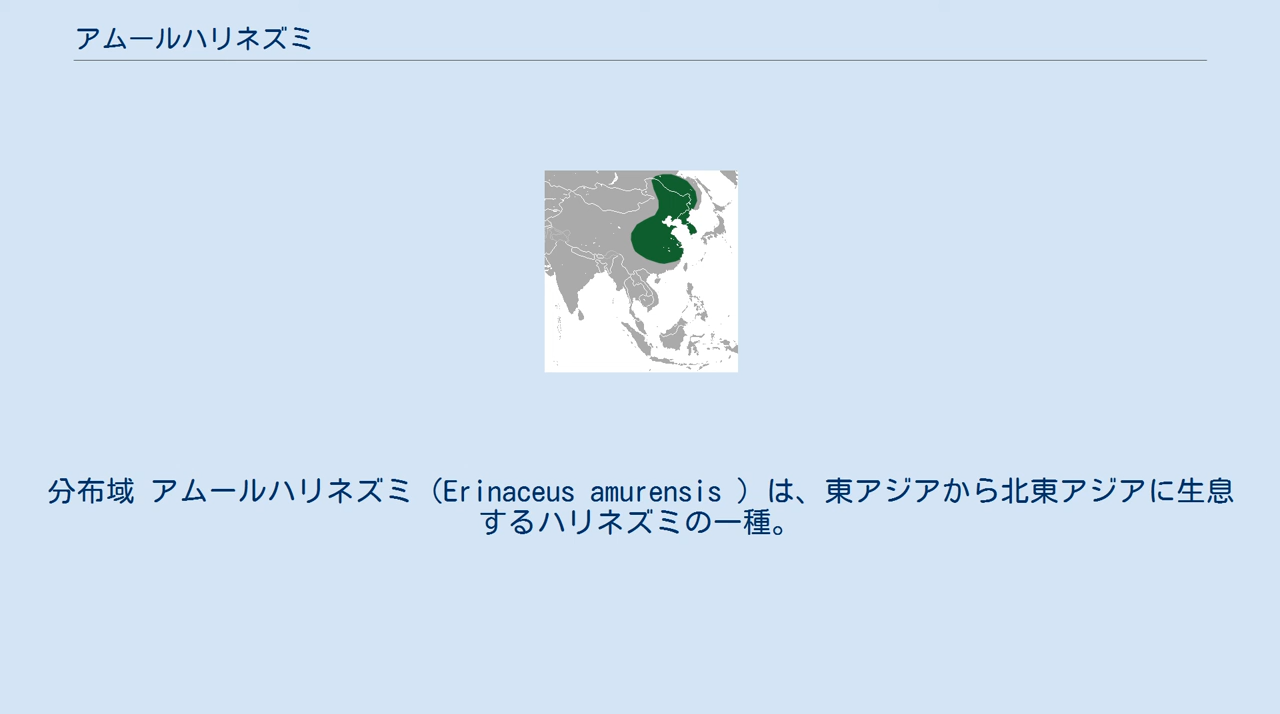 アムールハリネズミ
分布域 アムールハリネズミ（Erinaceus amurensis ）は、東アジアから北東アジアに生息
するハリネズミの一種。